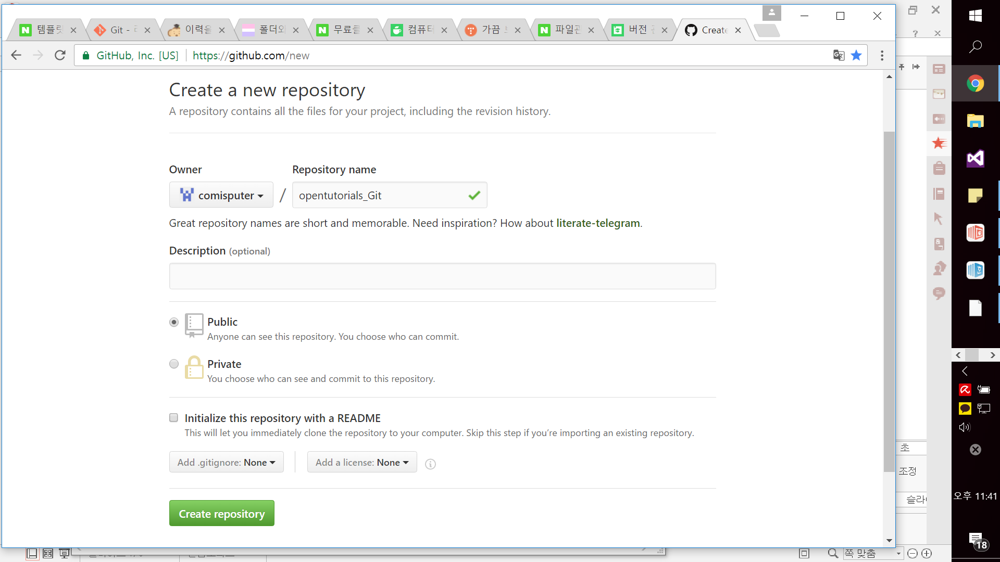 템플릿
Git -
이력을
폴더와
무료클
컴퓨터
가끔
파일관
버전
Create
GitHub, Inc. [US]
https://github.com/new
Create a new repository
A repository contains all the files for your project, including the revision history.
Owner
Repository name
comisputer
/
opentutorials_Git
Great repository names are short and memorable. Need inspiration? How about literate-telegram.
Description (optional)
Public
Anyone can see this repository. You choose who can commit.
Private
You choose who can see and commit to this repository.
Initialize this repository with a README
This will let you immediately clone the repository to your computer. Skip this step if you’re importing an existing repository.
Add .gitignore: None
Add a license: None
Create repository
초
조정
슬라이
쪽 맞춤
오후 11:41
18